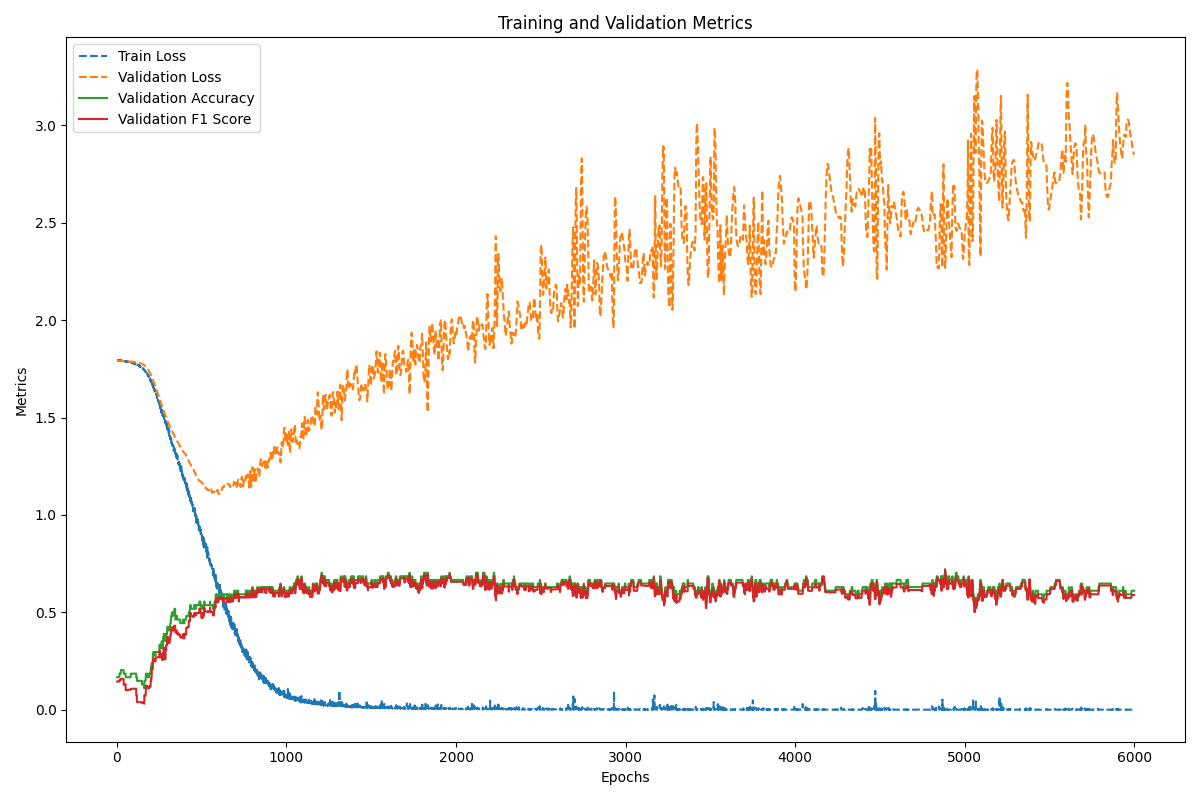 Training and Validation Metrics
Train Loss
Validation Loss
Validation Accuracy
Validation F1 Score
Metrics
3.0
2.5
2.0
1.5
1.0
0.5
0.0
0 1000 2000 3000 4000 5000 6000
Epochs